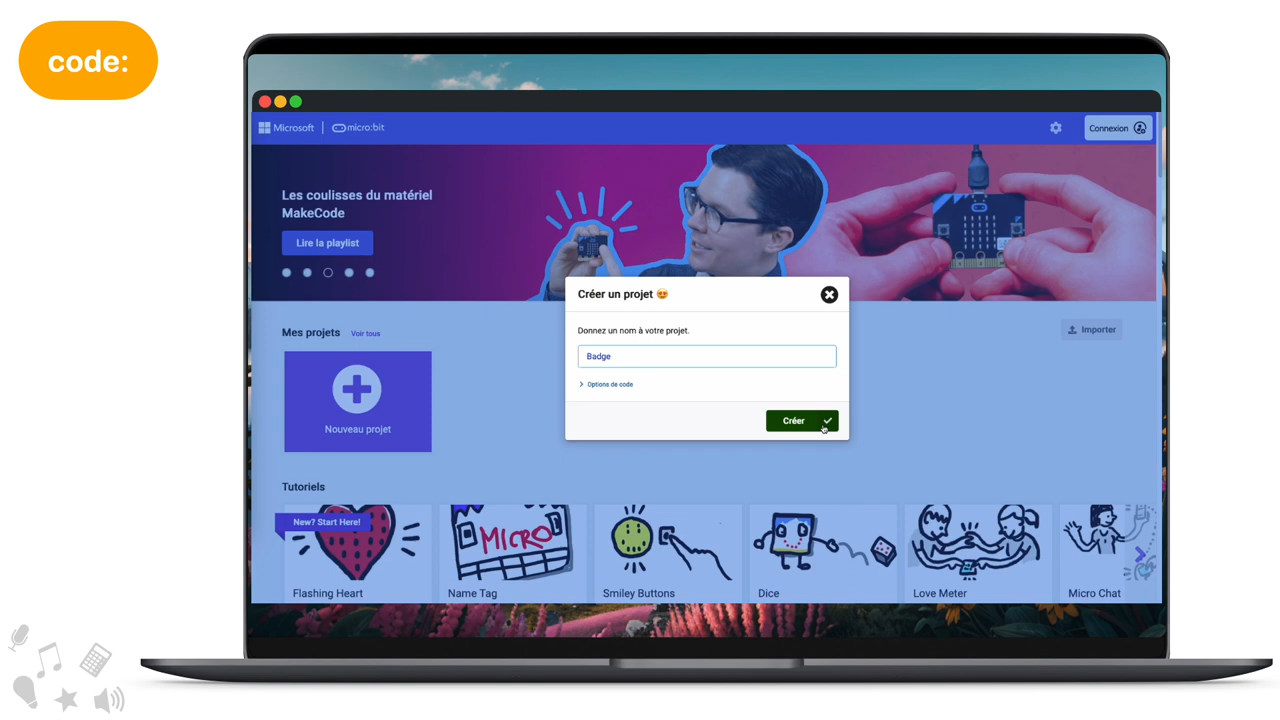 code:
Microsoft | micro:bit
Connexion
Les coulisses du matériel
MakeCode
Lire la playlist
Créer un projet 😍
Donnez un nom à votre projet.
Badge
Options de code
Créer
Mes projets
Voir tous
Importer
Nouveau projet
Tutoriels
New? Start Here!
MICRO
Flashing Heart
Name Tag
Smiley Buttons
Dice
Love Meter
Micro Chat